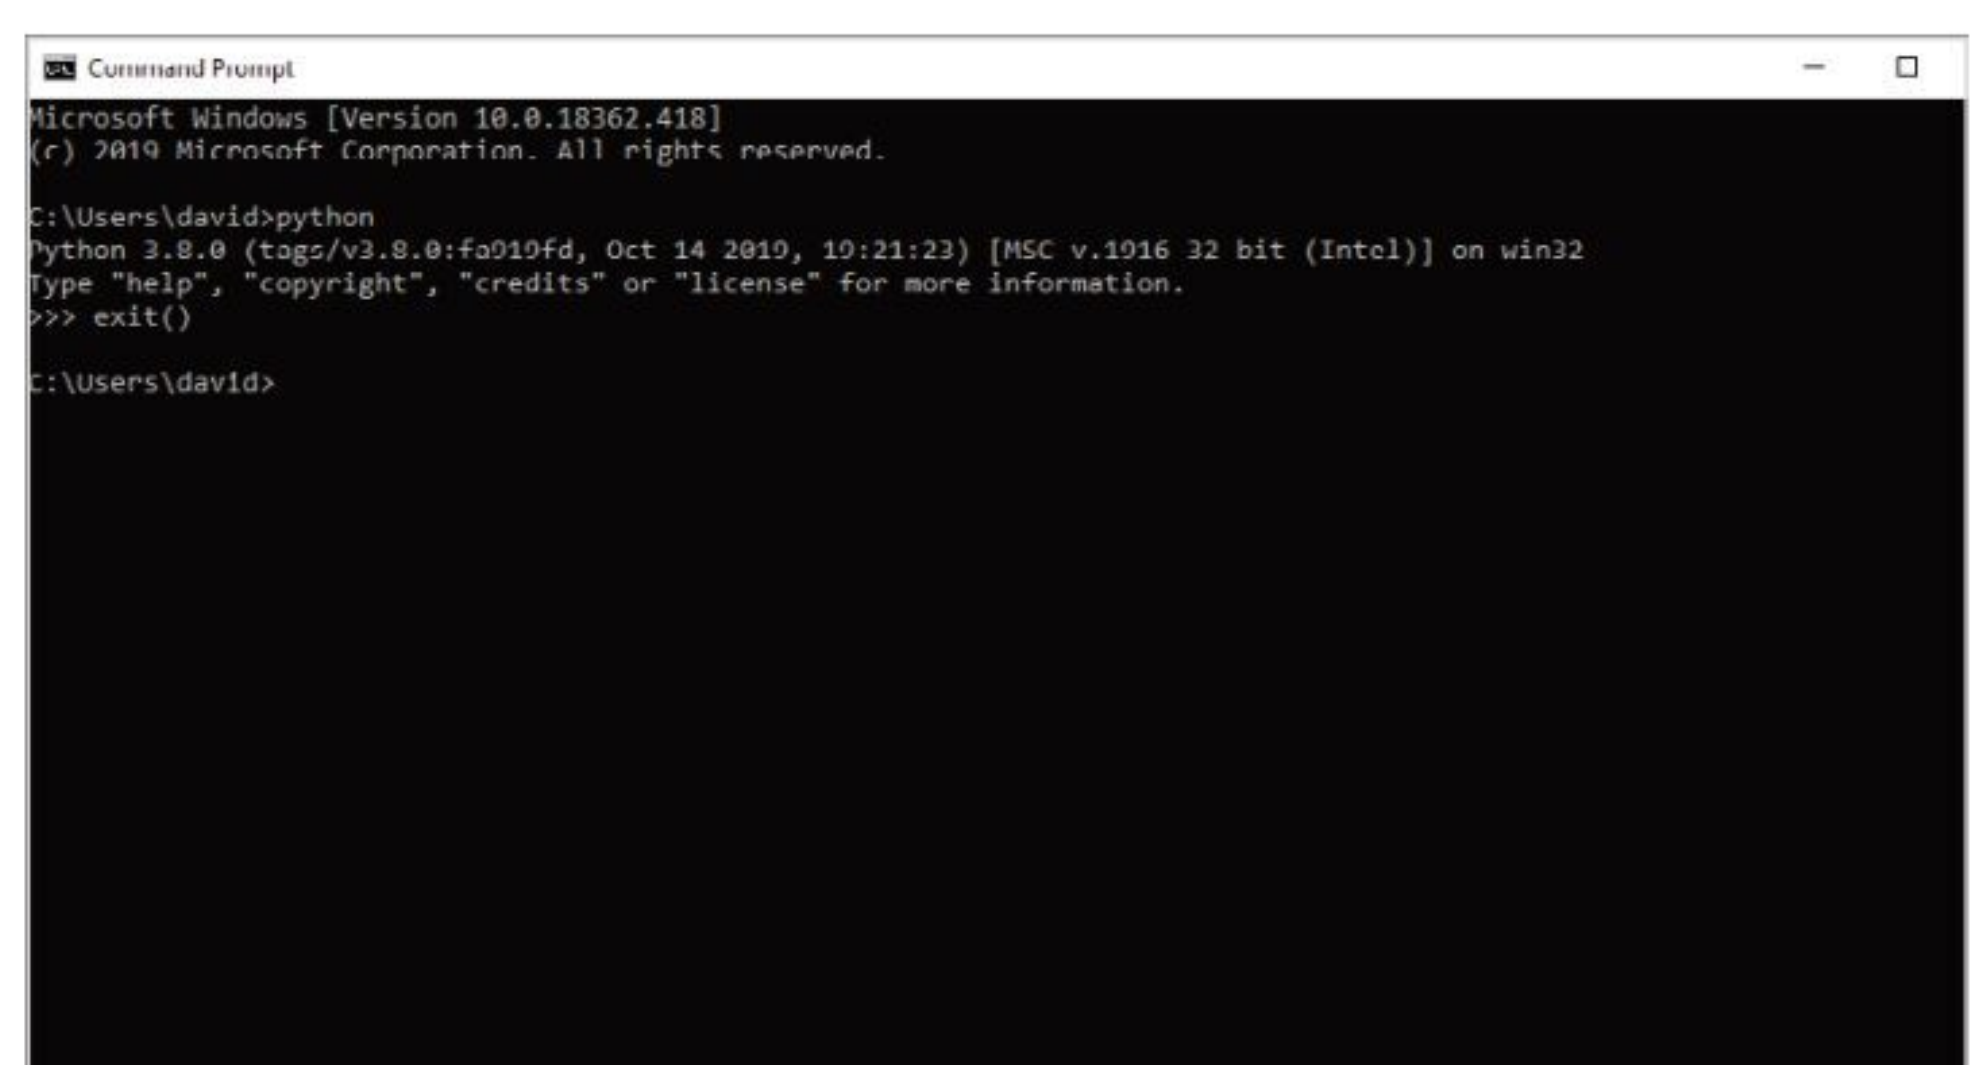 Command Prompt
Microsoft Windows [Version 10.0.18362.418]
(c) 2019 Microsoft Corporation. All rights reserved.
C:\Users\david>python
Python 3.8.0 (tags/v3.8.0:fa919fd, Oct 14 2019, 19:21:23) [MSC v.1916 32 bit (Intel)] on win32
Type "help", "copyright", "credits" or "license" for more information.
>>> exit()
C:\Users\david>